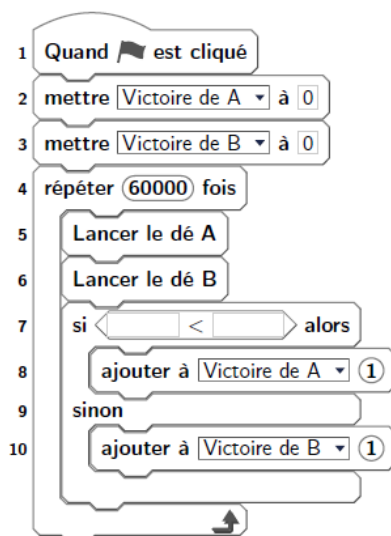 1 Quand est cliqué
2 mettre Victoire de A à 0
3 mettre Victoire de B à 0
4 répéter 60000 fois
5 Lancer le dé A
6 Lancer le dé B
7 si < alors
8 ajouter à Victoire de A 1
9 sinon
10 ajouter à Victoire de B 1